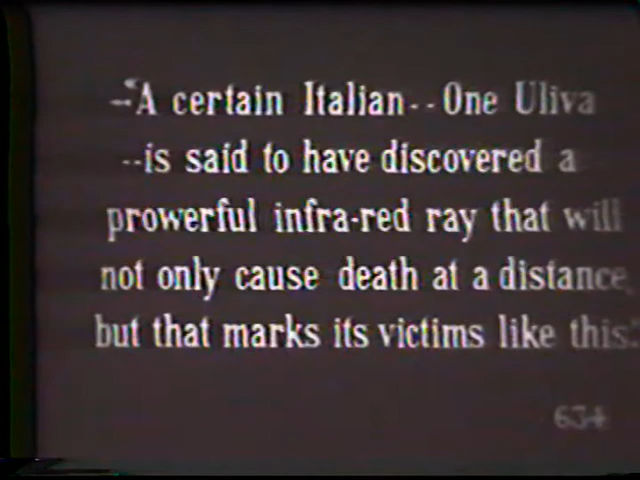 --"A certain Italian--One Uliva
--is said to have discovered a
prowerful infra-red ray that will
not only cause death at a distance,
but that marks its victims like this."
634